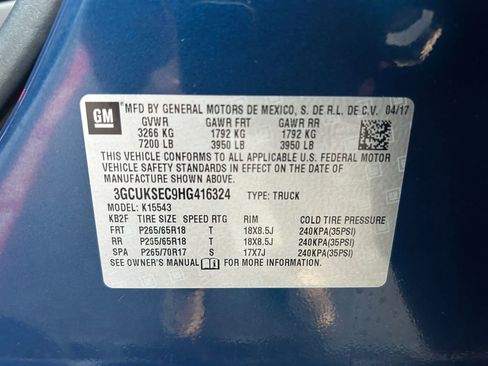 GM
MFD BY GENERAL MOTORS DE MEXICO, S. DE R.L. DE C.V. 04/17
GVWR GAWR FRT GAWR RR
3266 KG 1792 KG 1792 KG
7200 LB 3950 LB 3950 LB
THIS VEHICLE CONFORMS TO ALL APPLICABLE U.S. FEDERAL MOTOR
VEHICLE SAFETY STANDARDS IN EFFECT ON THE DATE OF
MANUFACTURE SHOWN ABOVE.
3GCUKSEC9HG416324 TYPE: TRUCK
MODEL: K15543
KB2F TIRE SIZE SPEED RTG RIM COLD TIRE PRESSURE
FRT P265/65R18 T 18X8.5J 240KPA(35PSI)
RR P265/65R18 T 18X8.5J 240KPA(35PSI)
SPA P265/70R17 S 17X7J 240KPA(35PSI)
SEE OWNER'S MANUAL FOR MORE INFORMATION.